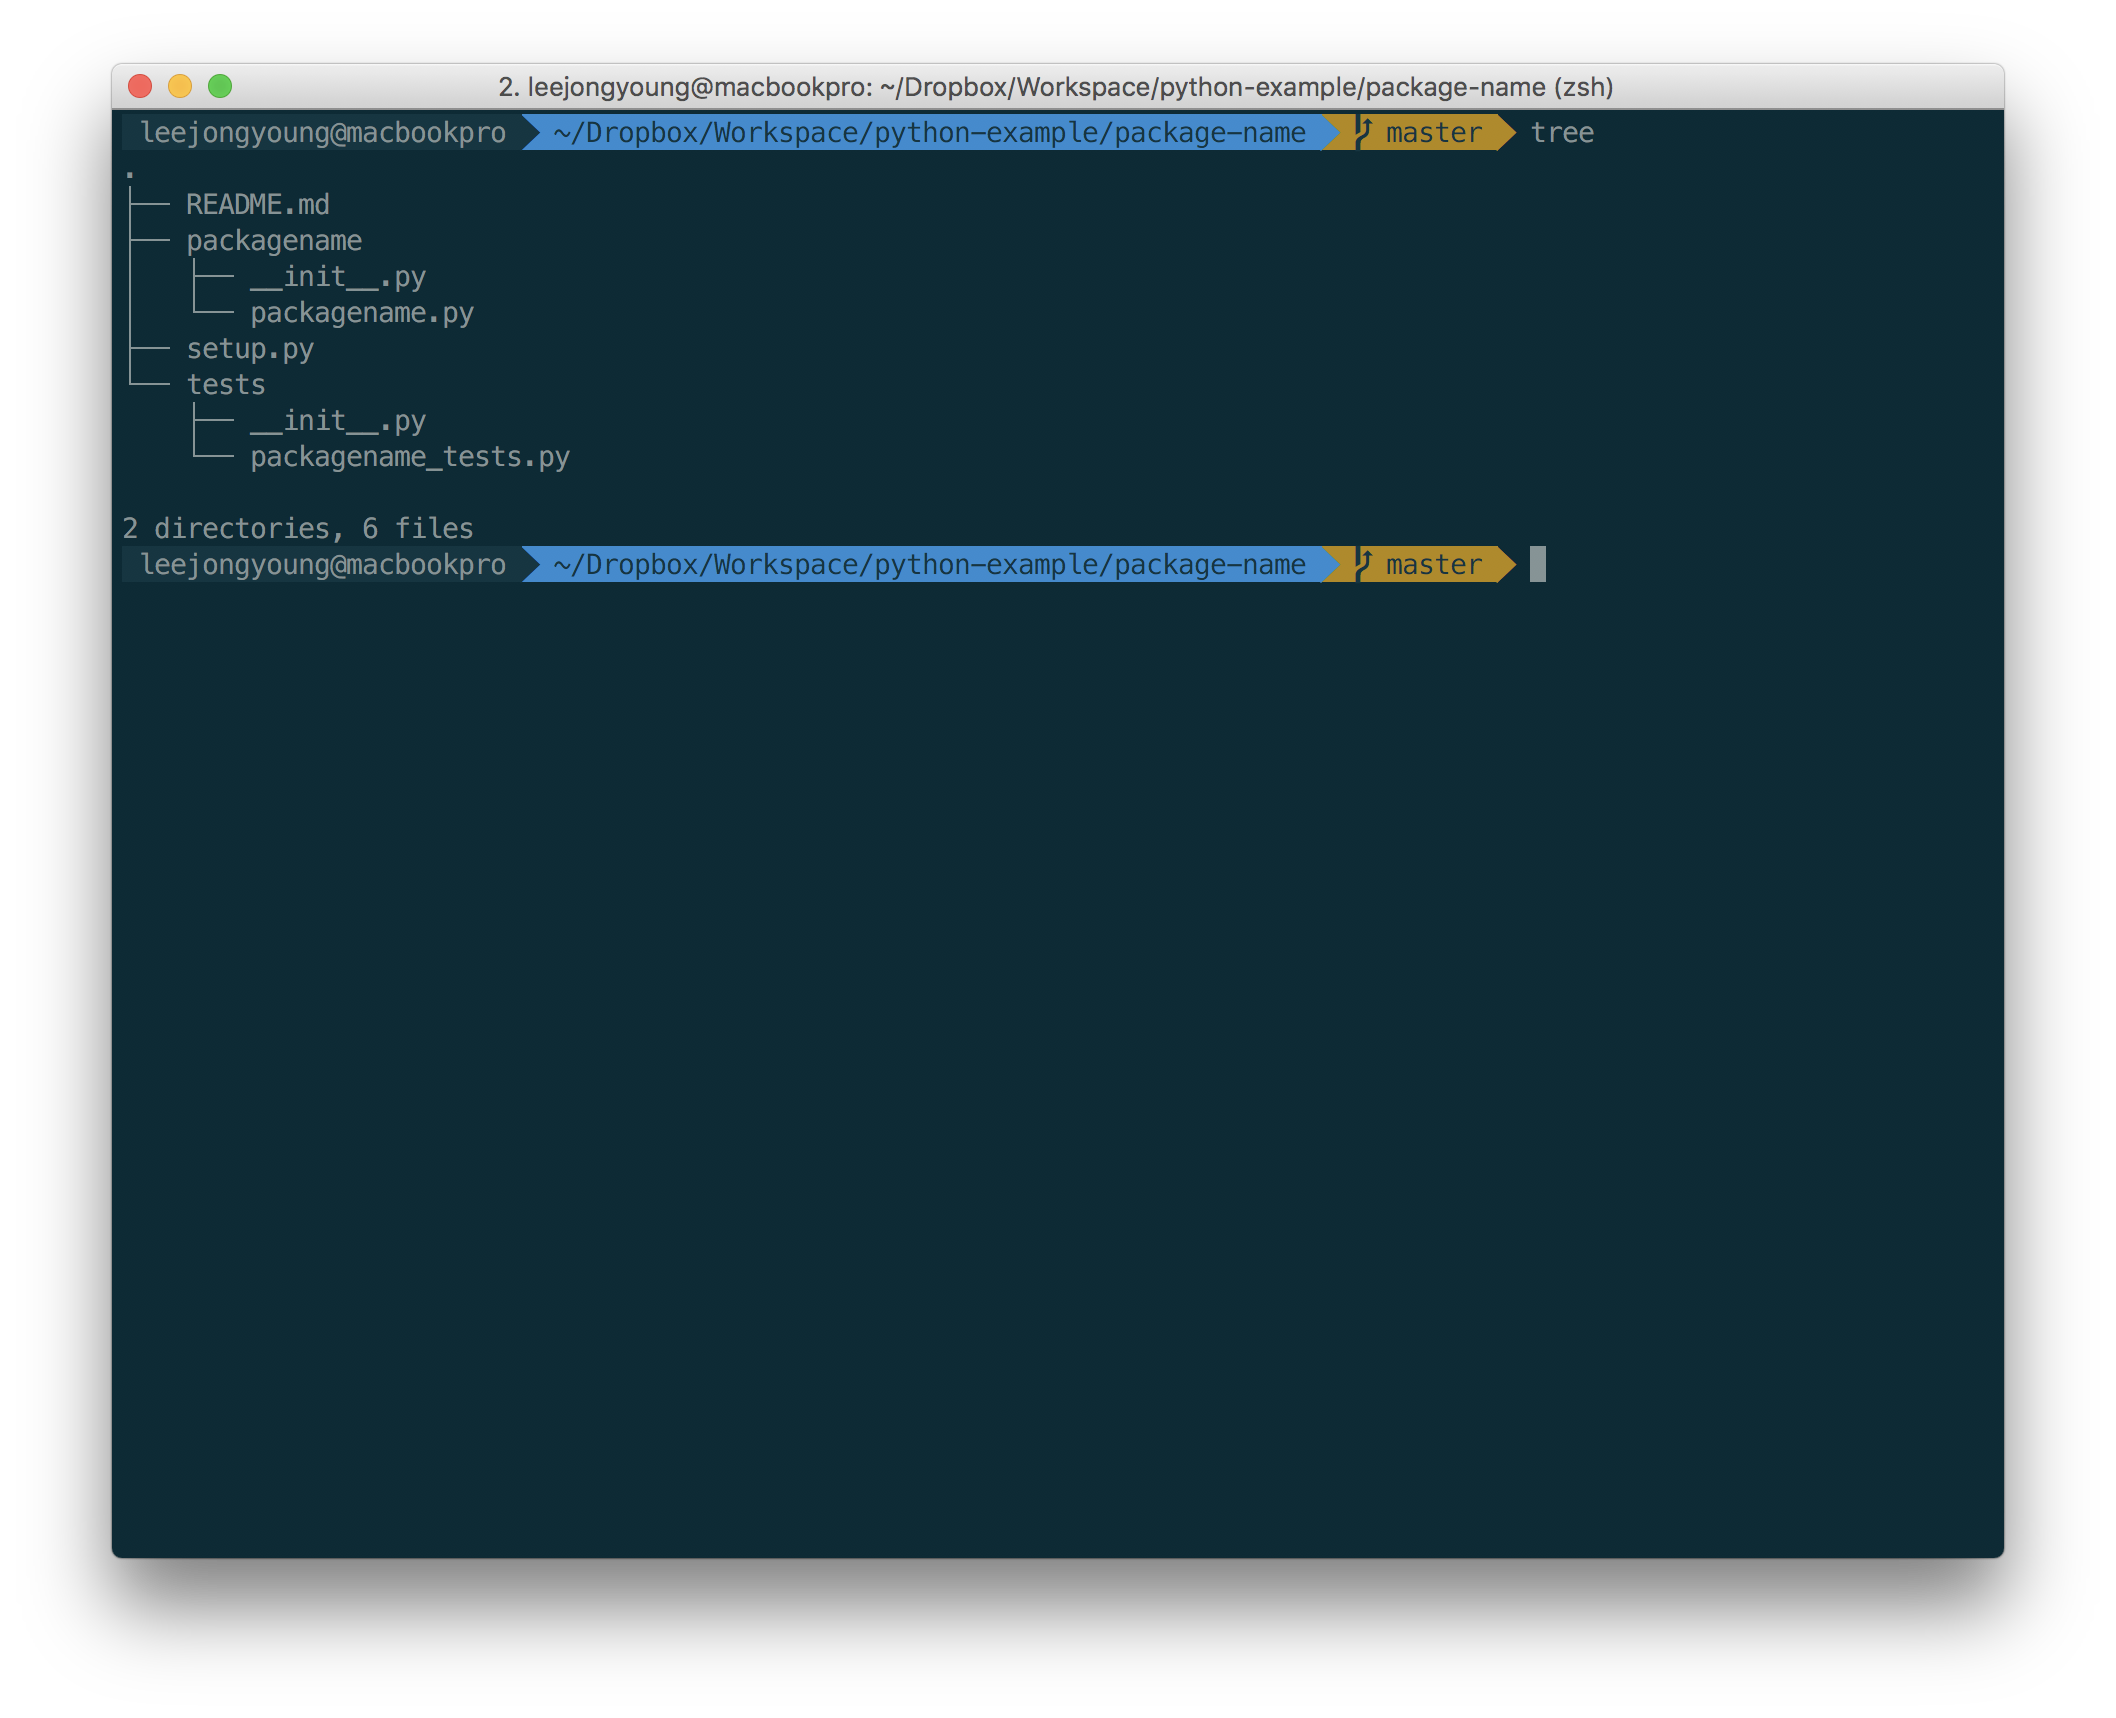 2. leejongyoung@macbookpro: ~/Dropbox/Workspace/python-example/package-name (zsh)
leejongyoung@macbookpro ~/Dropbox/Workspace/python-example/package-name master tree
.
├── README.md
├── packagename
│   ├── __init__.py
│   └── packagename.py
├── setup.py
└── tests
    ├── __init__.py
    └── packagename_tests.py
2 directories, 6 files
leejongyoung@macbookpro ~/Dropbox/Workspace/python-example/package-name master